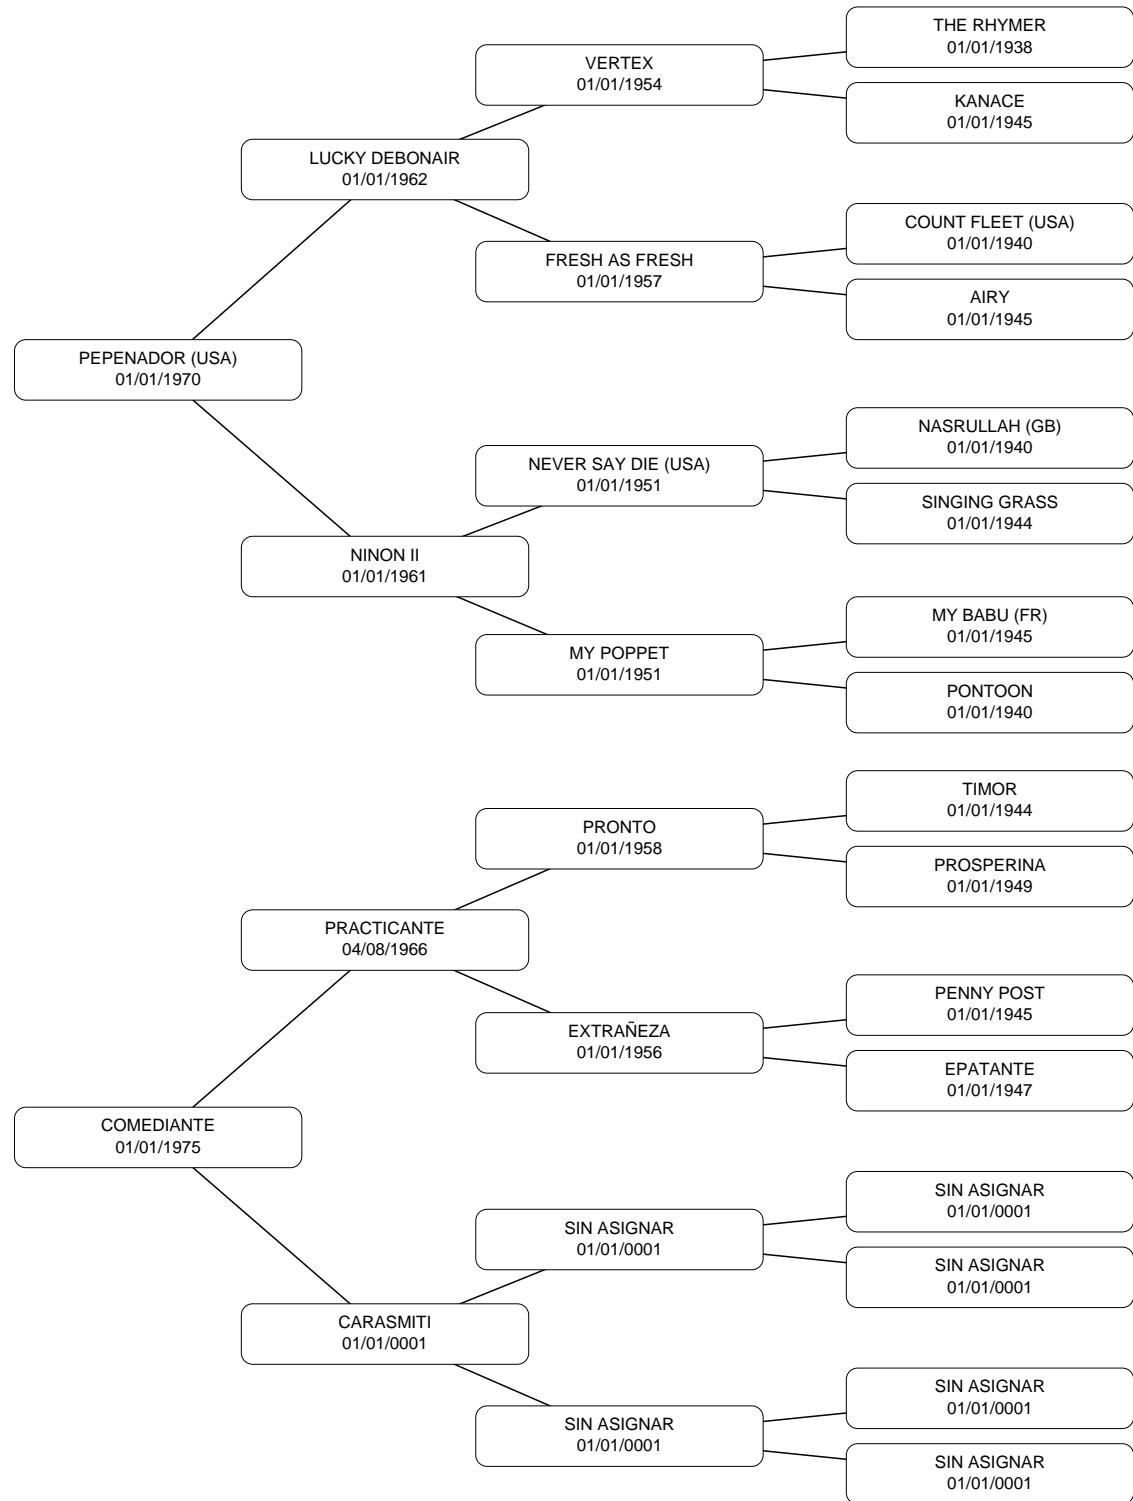 THE RHYMER
01/01/1938
VERTEX
01/01/1954
KANACE
01/01/1945
LUCKY DEBONAIR
01/01/1962
COUNT FLEET (USA)
01/01/1940
FRESH AS FRESH
01/01/1957
AIRY
01/01/1945
PEPENADOR (USA)
01/01/1970
NASRULLAH (GB)
01/01/1940
NEVER SAY DIE (USA)
01/01/1951
SINGING GRASS
01/01/1944
NINON II
01/01/1961
MY BABU (FR)
01/01/1945
MY POPPET
01/01/1951
PONTOON
01/01/1940
TIMOR
01/01/1944
PRONTO
01/01/1958
PROSPERINA
01/01/1949
PRACTICANTE
04/08/1966
PENNY POST
01/01/1945
EXTRAÑEZA
01/01/1956
EPATANTE
01/01/1947
COMEDIANTE
01/01/1975
SIN ASIGNAR
01/01/0001
SIN ASIGNAR
01/01/0001
SIN ASIGNAR
01/01/0001
CARASMITI
01/01/0001
SIN ASIGNAR
01/01/0001
SIN ASIGNAR
01/01/0001
SIN ASIGNAR
01/01/0001